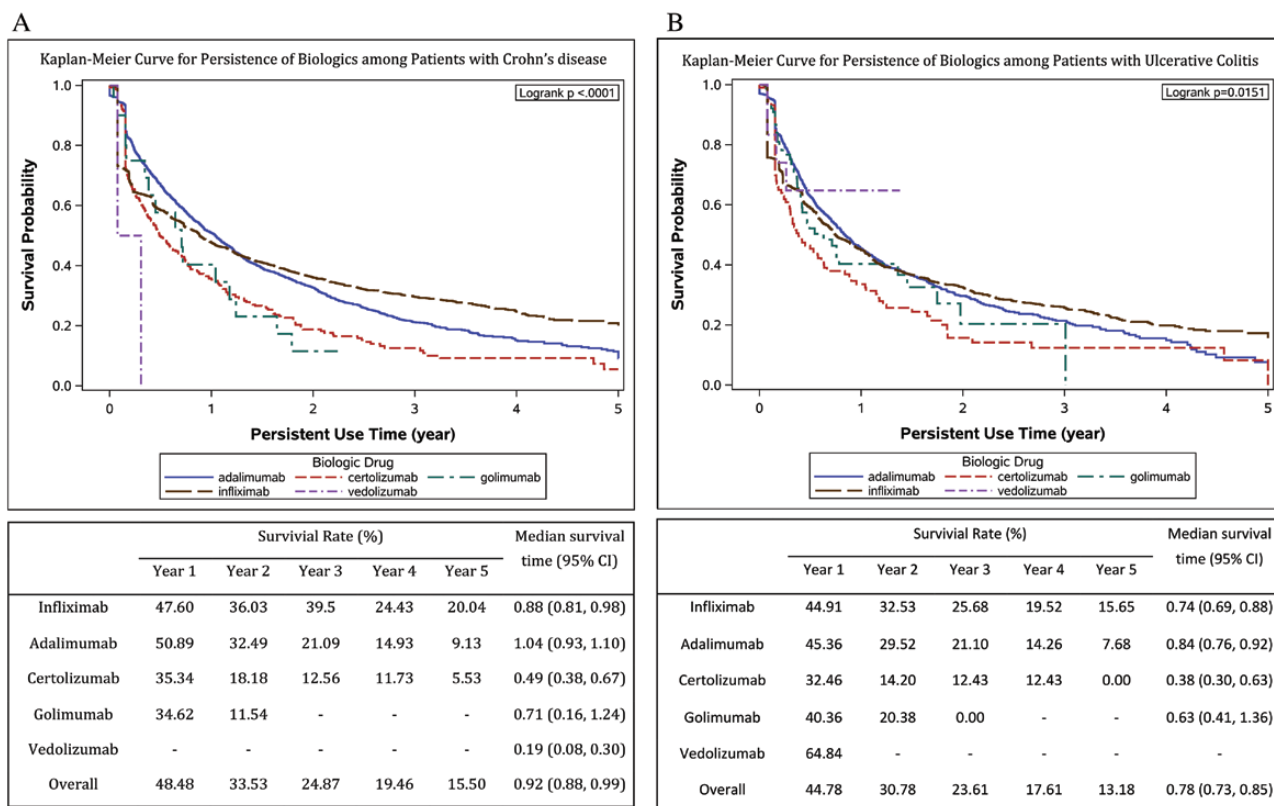 A
Kaplan-Meier Curve for Persistence of Biologics among Patients with Crohn's disease
Logrank p <.0001
Survival Probability
1.0
0.8
0.6
0.4
0.2
0.0
0 1 2 3 4 5
Persistent Use Time (year)
Biologic Drug
adalimumab certolizumab golimumab
infliximab vedolizumab
Survivial Rate (%) Median survival
time (95% CI)
Year 1 Year 2 Year 3 Year 4 Year 5
Infliximab 47.60 36.03 39.5 24.43 20.04 0.88 (0.81, 0.98)
Adalimumab 50.89 32.49 21.09 14.93 9.13 1.04 (0.93, 1.10)
Certolizumab 35.34 18.18 12.56 11.73 5.53 0.49 (0.38, 0.67)
Golimumab 34.62 11.54 - - - 0.71 (0.16, 1.24)
Vedolizumab - - - - - 0.19 (0.08, 0.30)
Overall 48.48 33.53 24.87 19.46 15.50 0.92 (0.88, 0.99)
B
Kaplan-Meier Curve for Persistence of Biologics among Patients with Ulcerative Colitis
Logrank p=0.0151
Survival Probability
1.0
0.8
0.6
0.4
0.2
0.0
0 1 2 3 4 5
Persistent Use Time (year)
Biologic Drug
adalimumab certolizumab golimumab
infliximab vedolizumab
Survival Rate (%) Median survival
time (95% CI)
Year 1 Year 2 Year 3 Year 4 Year 5
Infliximab 44.91 32.53 25.68 19.52 15.65 0.74 (0.69, 0.88)
Adalimumab 45.36 29.52 21.10 14.26 7.68 0.84 (0.76, 0.92)
Certolizumab 32.46 14.20 12.43 12.43 0.00 0.38 (0.30, 0.63)
Golimumab 40.36 20.38 0.00 - - 0.63 (0.41, 1.36)
Vedolizumab 64.84 - - - - -
Overall 44.78 30.78 23.61 17.61 13.18 0.78 (0.73, 0.85)